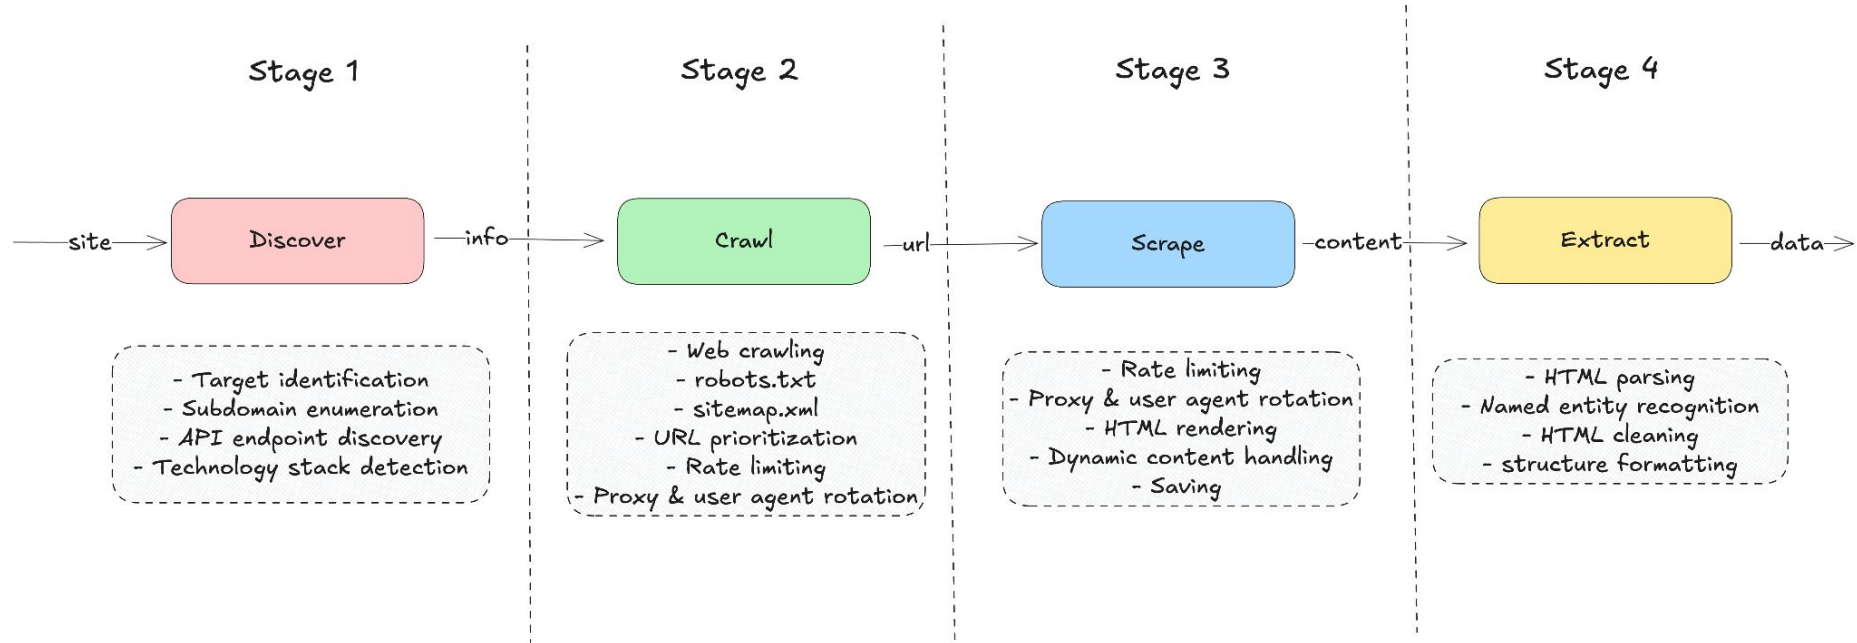 Stage 1
Stage 2
Stage 3
Stage 4
site
Discover
info
Crawl
url
Scrape
content
Extract
data
- Target identification
- Subdomain enumeration
- API endpoint discovery
- Technology stack detection
- Web crawling
- robots.txt
- sitemap.xml
- URL prioritization
- Rate limiting
- Proxy & user agent rotation
- Rate limiting
- Proxy & user agent rotation
- HTML rendering
- Dynamic content handling
- Saving
- HTML parsing
- Named entity recognition
- HTML cleaning
- structure formatting